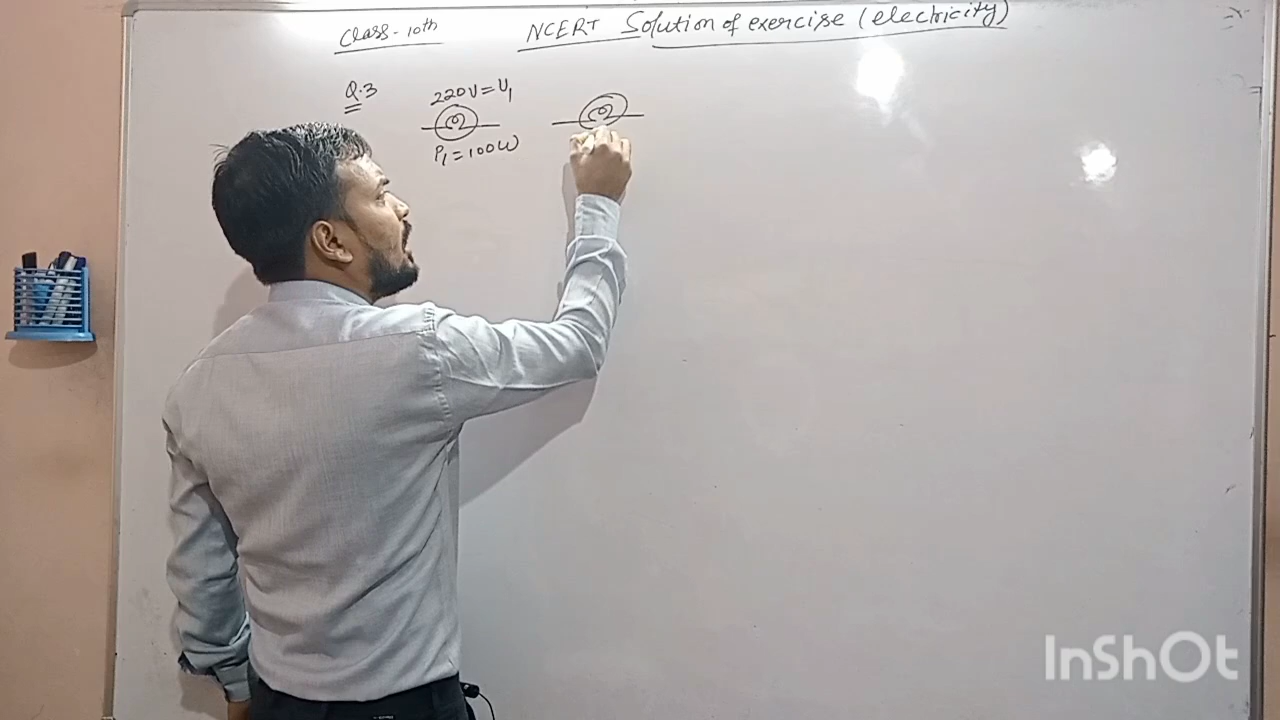 Class-10th
NCERT Solution of exercise (electricity)
Q.3
220V=V1
P1=100W
InShOt